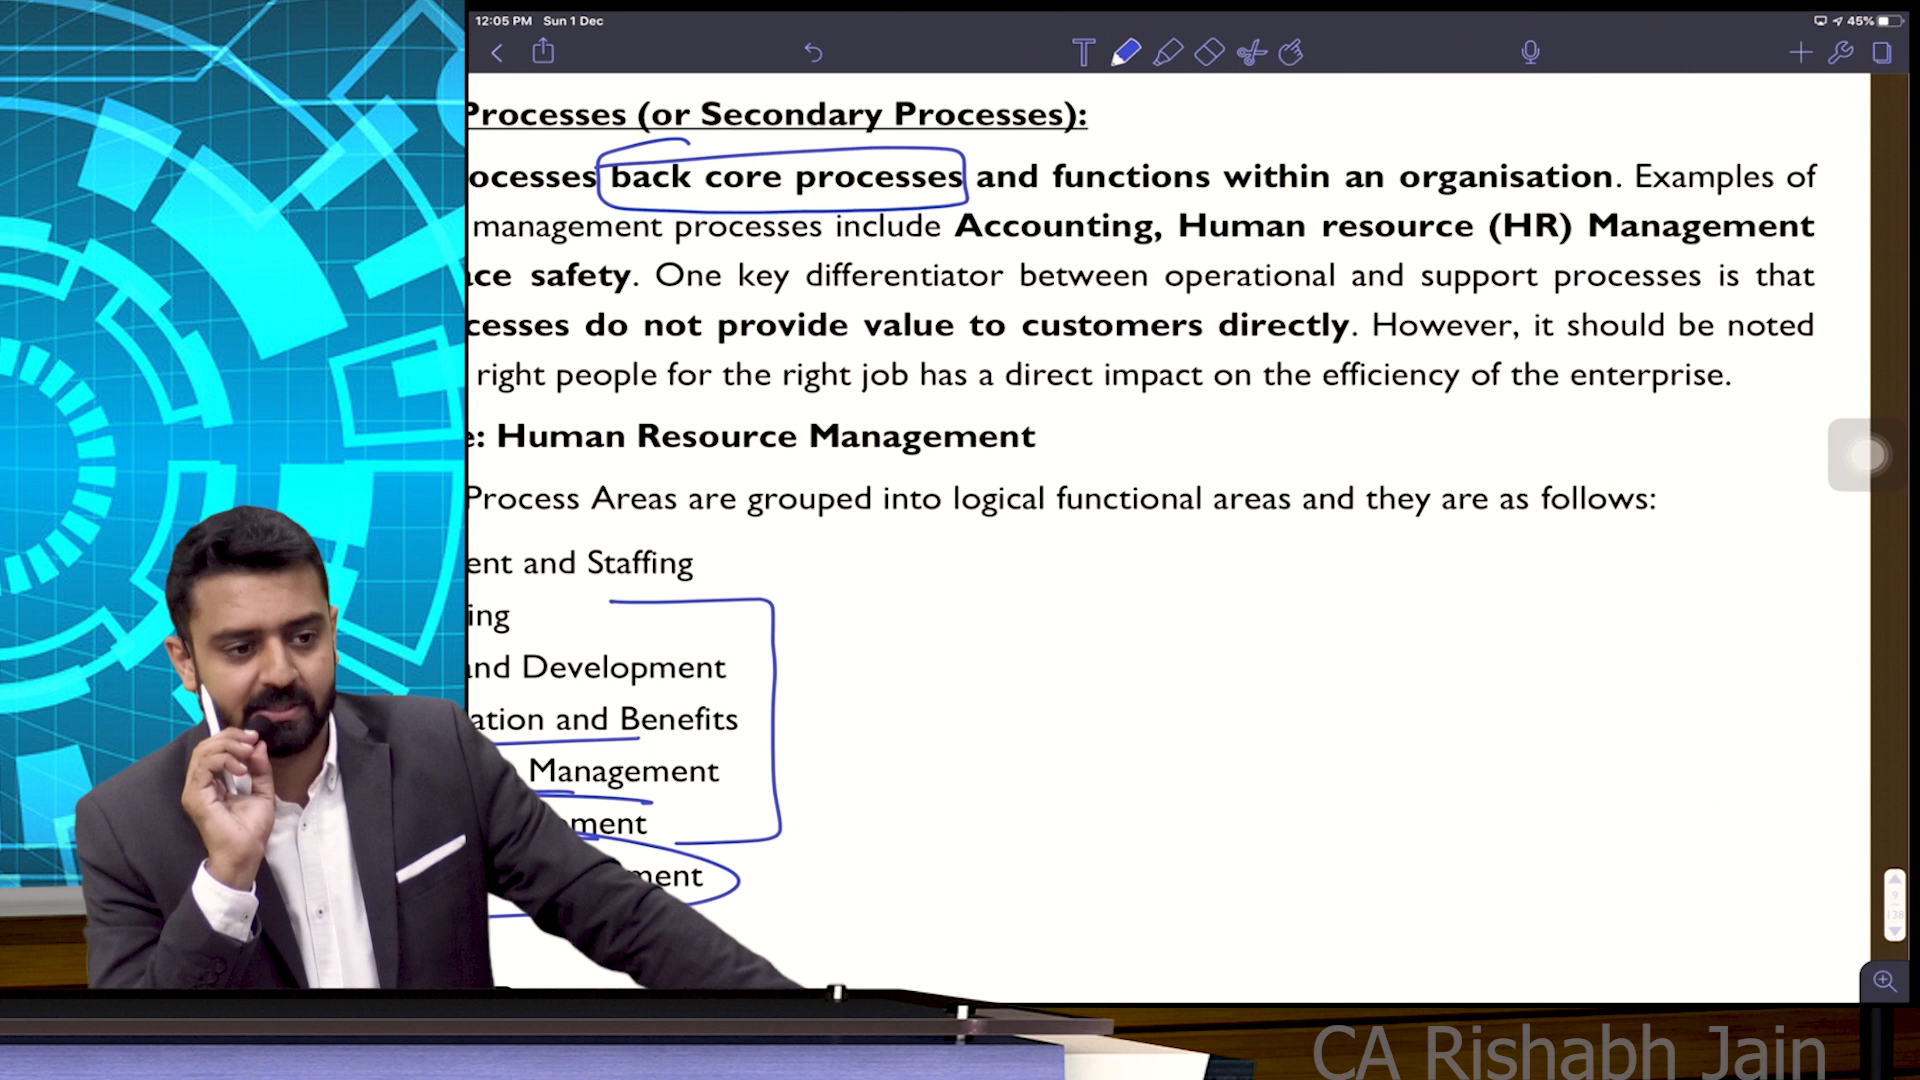 12:05 PM Sun 1 Dec
45%
Processes (or Secondary Processes):
ocesses back core processes and functions within an organisation. Examples of
management processes include Accounting, Human resource (HR) Management
ace safety. One key differentiator between operational and support processes is that
cesses do not provide value to customers directly. However, it should be noted
right people for the right job has a direct impact on the efficiency of the enterprise.
e: Human Resource Management
Process Areas are grouped into logical functional areas and they are as follows:
ent and Staffing
ing
and Development
ation and Benefits
Management
ment
ment
9
138
CA Rishabh Jain